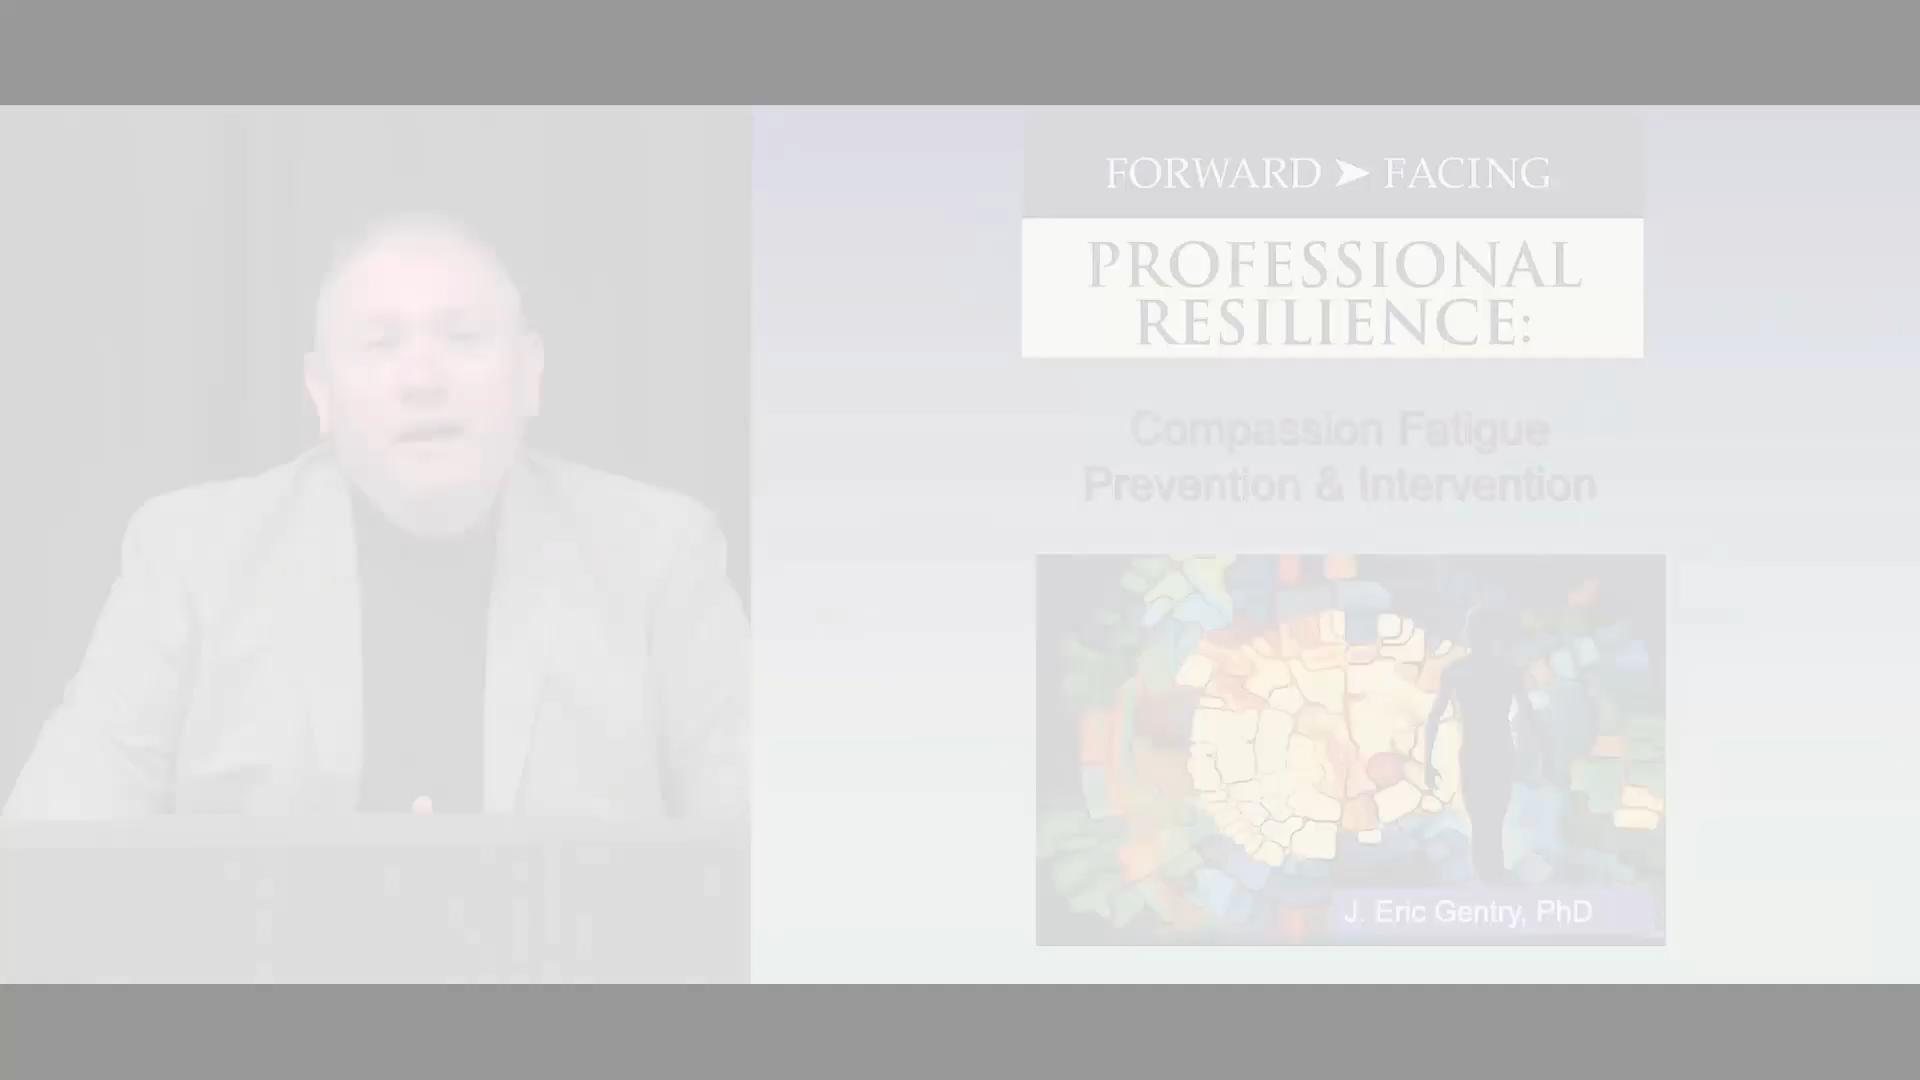 FORWARD ➤ FACING
PROFESSIONAL
RESILIENCE:
Compassion Fatigue
Prevention & Intervention
J. Eric Gentry, PhD